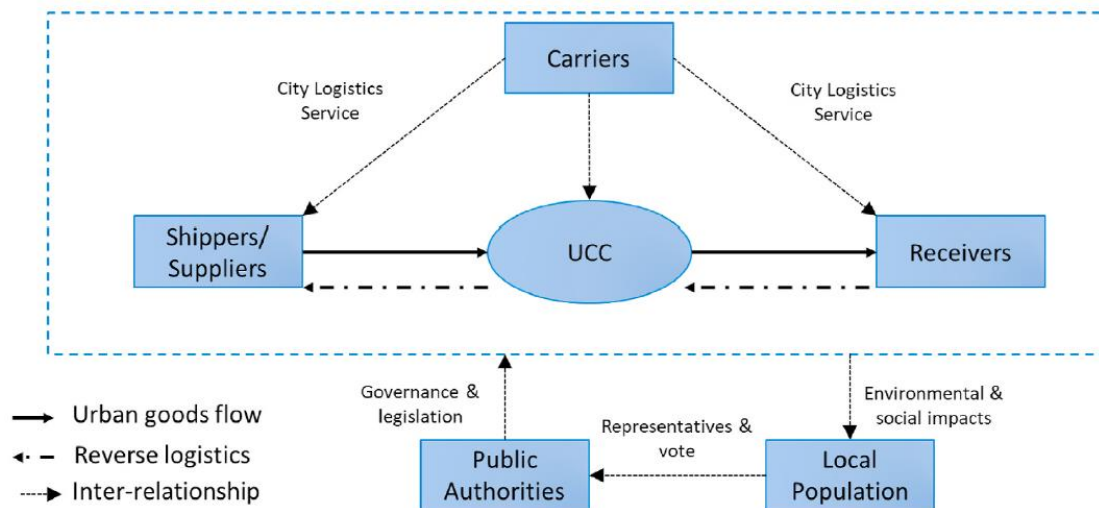 Carriers
City Logistics
Service
City Logistics
Service
Shippers/
Suppliers
UCC
Receivers
Governance &
legislation
Environmental &
social impacts
Representatives &
vote
Urban goods flow
Reverse logistics
Inter-relationship
Public
Authorities
Local
Population